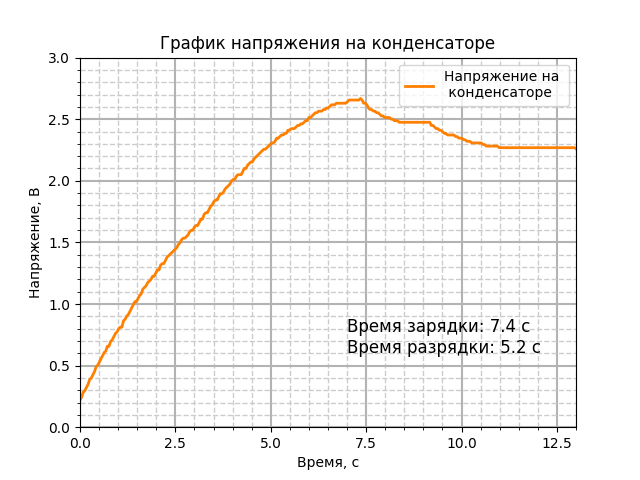 График напряжения на конденсаторе
Напряжение на
конденсаторе
3.0
2.5
2.0
1.5
1.0
0.5
0.0
Напряжение, В
Время зарядки: 7.4 с
Время разрядки: 5.2 с
0.0 2.5 5.0 7.5 10.0 12.5
Время, с